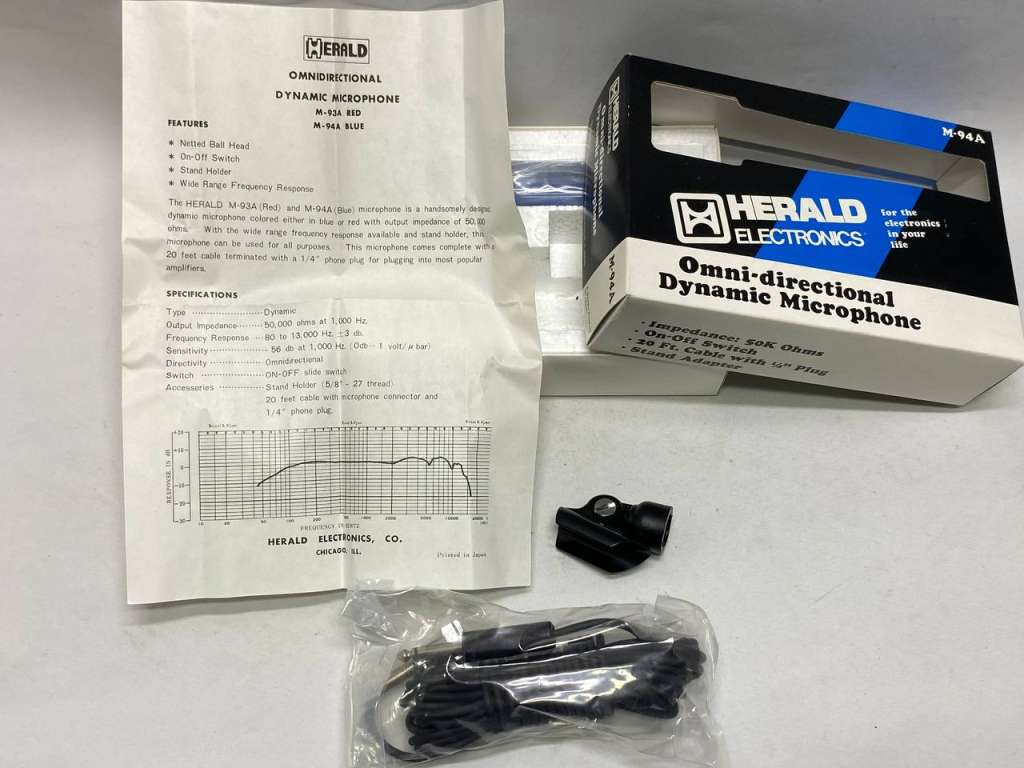 HERALD
OMNIDIRECTIONAL
DYNAMIC MICROPHONE
M-93A RED
M-94A BLUE
FEATURES
* Netted Ball Head
* On-Off Switch
* Stand Holder
* Wide Range Frequency Response
The HERALD M-93A (Red) and M-94A (Blue) microphone is a handsomely
dynamic microphone colored either in blue or red with output impedance of 50,000
ohms. With the wide range frequency response available and stand holder, this
microphone can be used for all purposes. This microphone comes complete with a
20 feet cable terminated with a 1/4" phone plug for plugging into most popular
amplifiers.
SPECIFICATIONS
Type Dynamic
Output Impedance 50,000 ohms at 1,000 Hz.
Frequency Response 80 to 13,000 Hz. ±3 db.
Sensitivity -56 db at 1,000 Hz. (0db - 1 volt/μbar)
Directivity Omnidirectional
Switch ON-OFF slide switch
Accessories Stand Holder (5/8" - 27 thread)
20 feet cable with microphone connector and
1/4" phone plug.
RESPONSE IN dB
FREQUENCY IN HERTZ
HERALD ELECTRONICS, CO.
CHICAGO, ILL.
Printed in Japan
M-94A
HERALD
ELECTRONICS
for the
electronics
in your
life
Omni-directional
Dynamic Microphone
· Impedance: 50K Ohms
· On-Off Switch
· 20 Ft. Cable with ¼" Plug
· Stand Adapter
HERALD
M-94A